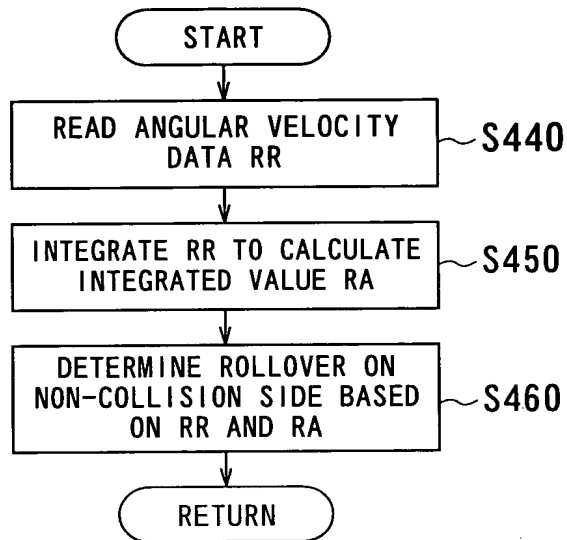 START
READ ANGULAR VELOCITY
DATA RR
S440
INTEGRATE RR TO CALCULATE
INTEGRATED VALUE RA
S450
DETERMINE ROLLOVER ON
NON-COLLISION SIDE BASED
ON RR AND RA
S460
RETURN